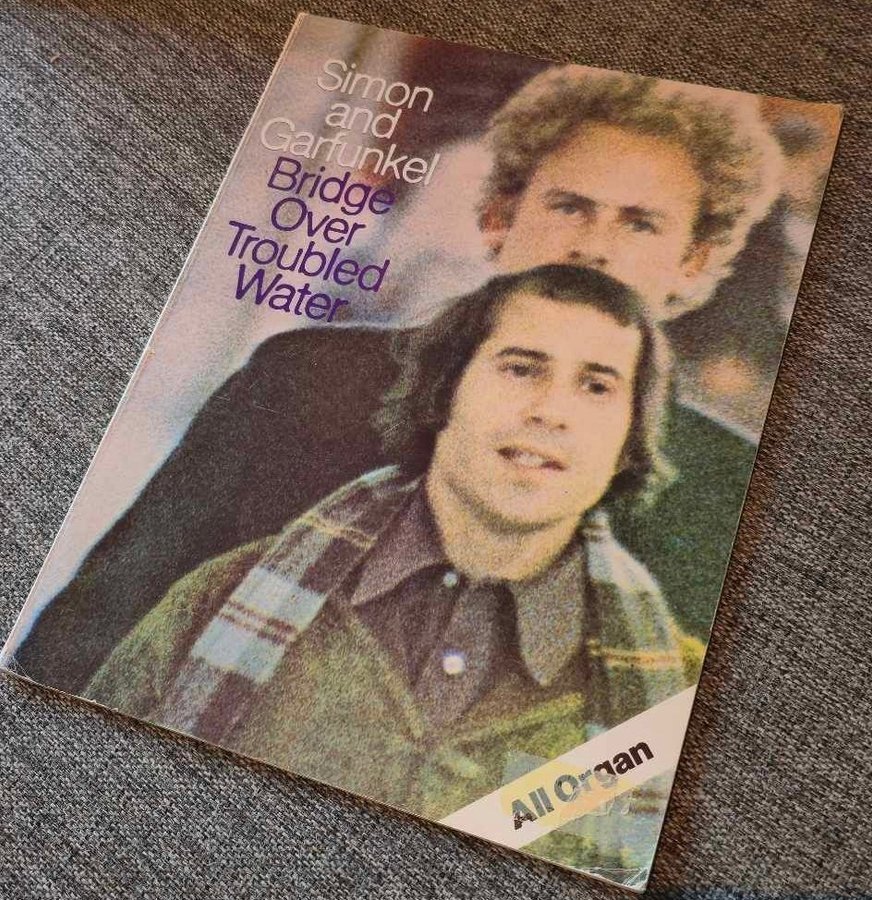 Simon
and
Garfunkel
Bridge
Over
Troubled
Water
All Organ